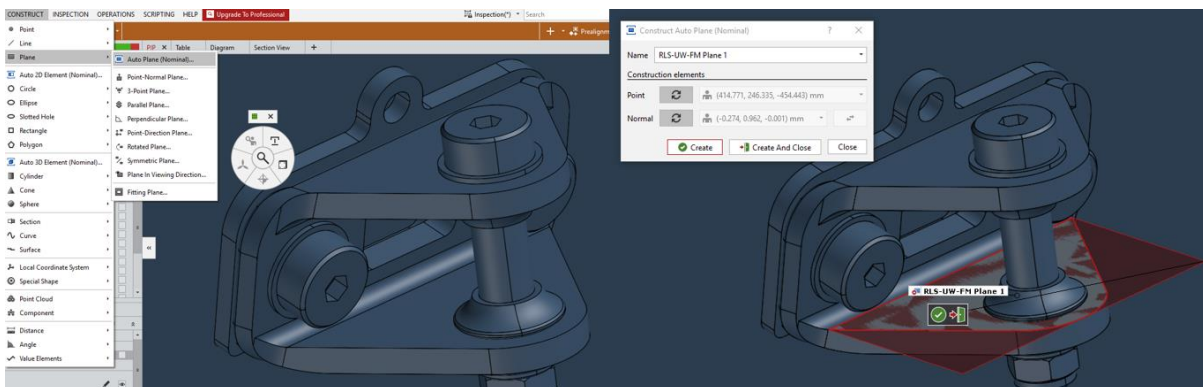 CONSTRUCT INSPECTION OPERATIONS SCRIPTING HELP Upgrade To Professional
Inspection(*) Search
Prealignm
Point
Line
Plane
Auto 2D Element (Nominal)...
Circle
Ellipse
Slotted Hole
Rectangle
Polygon
Auto 3D Element (Nominal)...
Cylinder
Cone
Sphere
Section
Curve
Surface
Local Coordinate System
Special Shape
Point Cloud
Component
Distance
Angle
Value Elements
PIP Table Diagram Section View +
Auto Plane (Nominal)...
Point-Normal Plane...
3-Point Plane...
Parallel Plane...
Perpendicular Plane...
Point-Direction Plane...
Rotated Plane...
Symmetric Plane...
Plane In Viewing Direction...
Fitting Plane...
Construct Auto Plane (Nominal) ? ×
Name RLS-UW-FM Plane 1
Construction elements
Point (414.771, 246.335, -454.443) mm
Normal (-0.274, 0.962, -0.001) mm
Create Create And Close Close
RLS-UW-FM Plane 1